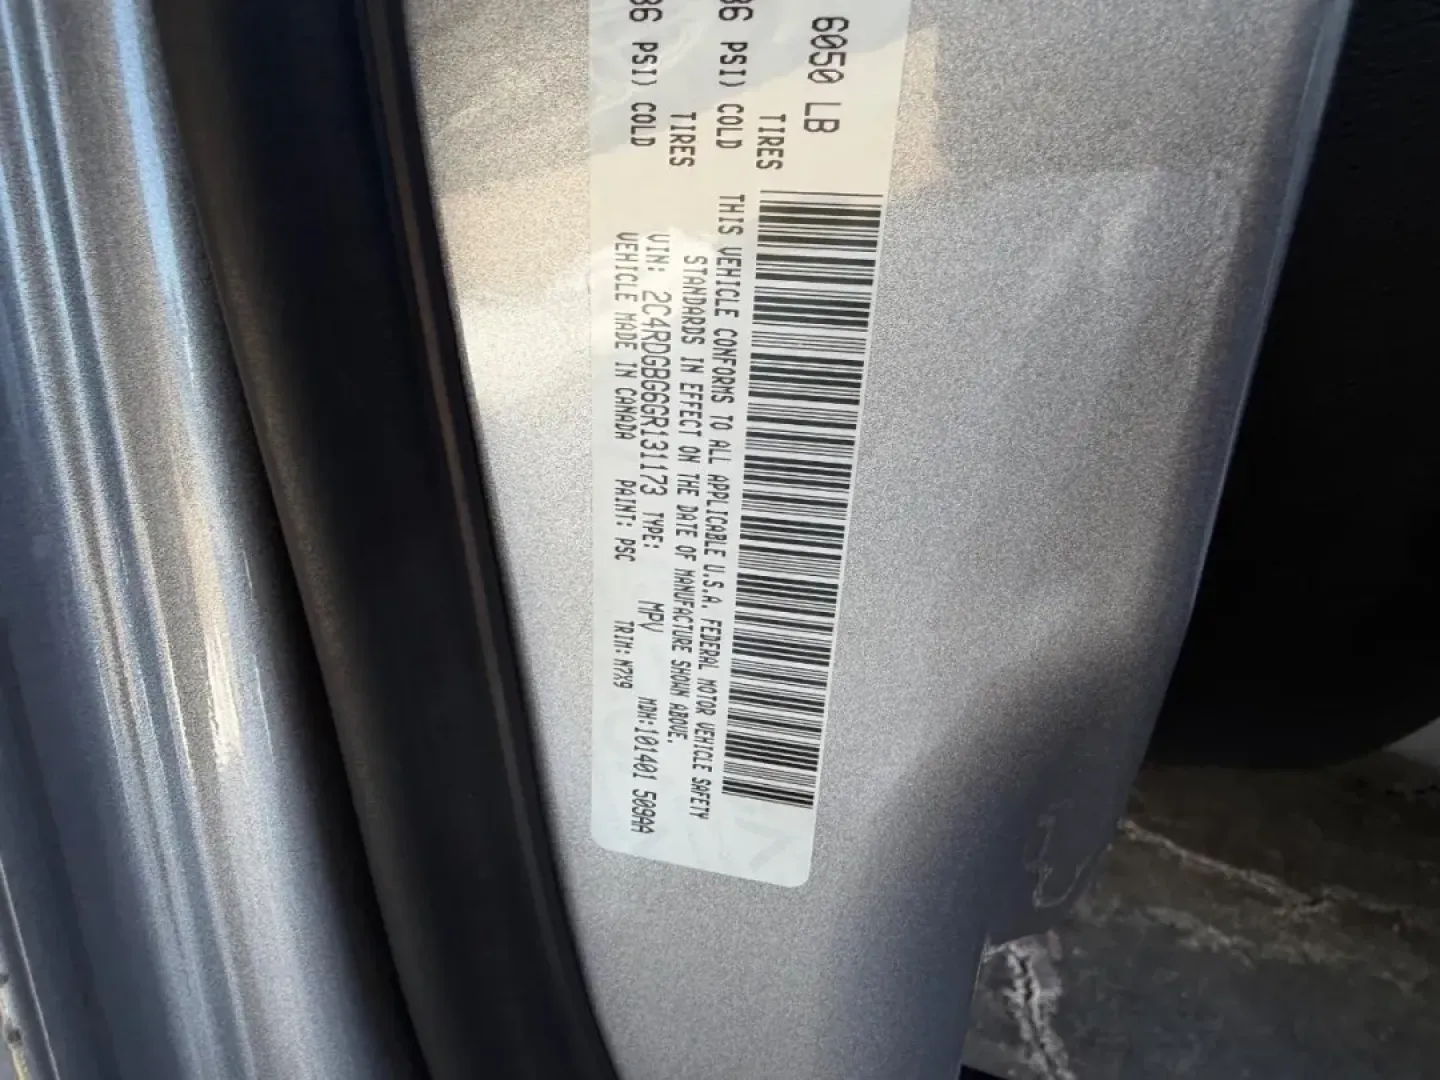 6050 LB
TIRES
36 PSI) COLD
TIRES
36 PSI) COLD
THIS VEHICLE CONFORMS TO ALL APPLICABLE U.S.A. FEDERAL MOTOR VEHICLE SAFETY
STANDARDS IN EFFECT ON THE DATE OF MANUFACTURE SHOWN ABOVE.
VIN: 2C4RDGBG6GR131173 TYPE: MPV MDH:101401 509AA
VEHICLE MADE IN CANADA PAINT: PSC TRIM: M7X9